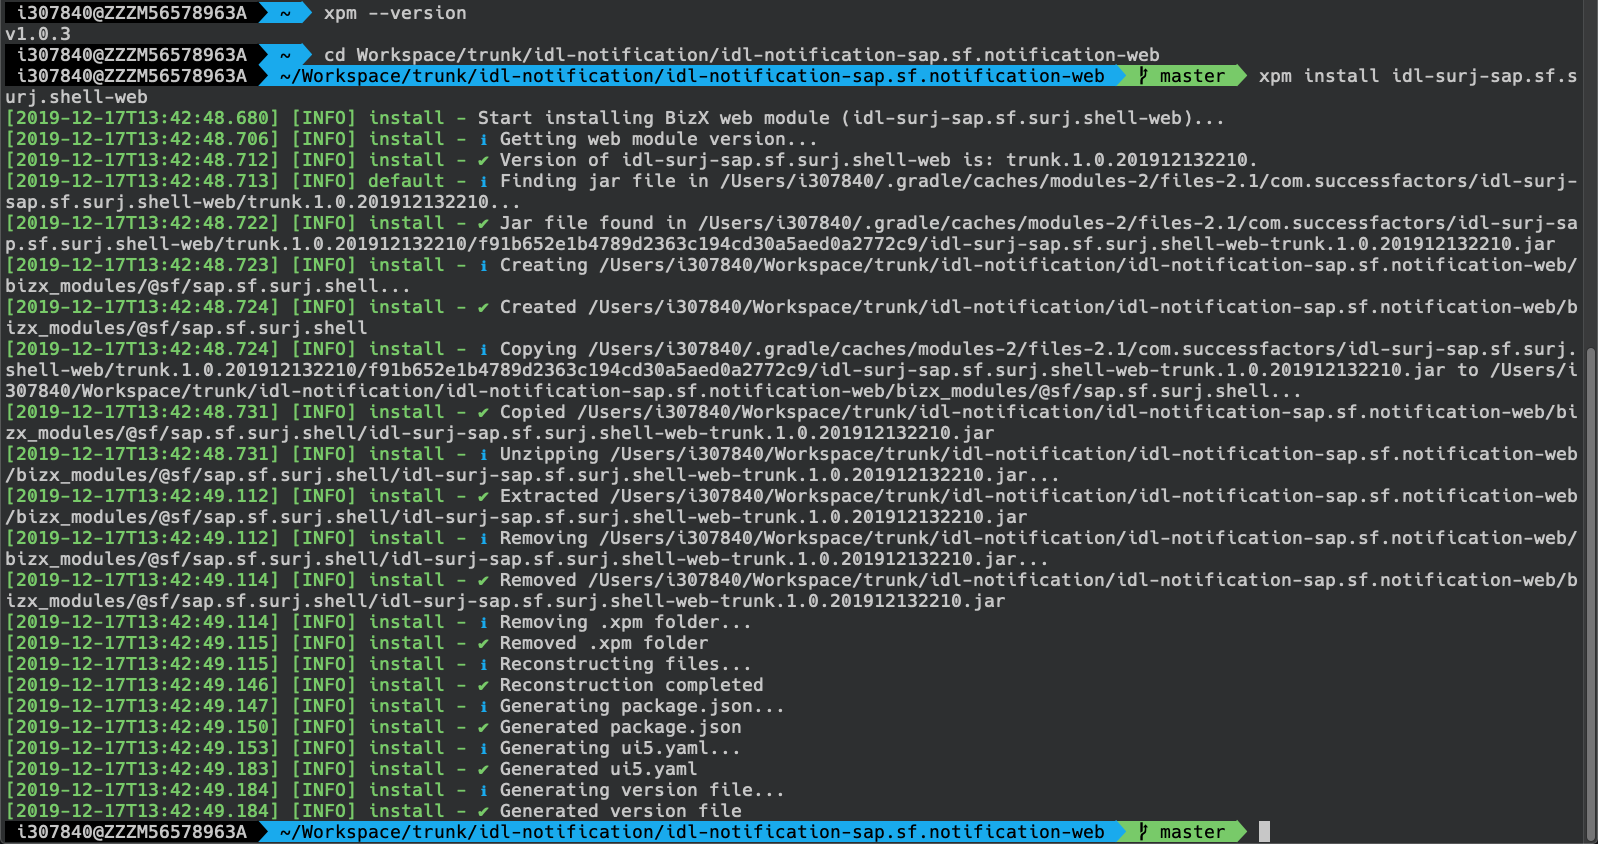 i307840@ZZZM56578963A ~ xpm --version
v1.0.3
i307840@ZZZM56578963A ~ cd Workspace/trunk/idl-notification/idl-notification-sap.sf.notification-web
i307840@ZZZM56578963A ~/Workspace/trunk/idl-notification/idl-notification-sap.sf.notification-web master xpm install idl-surj-sap.sf.s
urj.shell-web
[2019-12-17T13:42:48.680] [INFO] install - Start installing BizX web module (idl-surj-sap.sf.surj.shell-web)...
[2019-12-17T13:42:48.706] [INFO] install - ℹ Getting web module version...
[2019-12-17T13:42:48.712] [INFO] install - ✔ Version of idl-surj-sap.sf.surj.shell-web is: trunk.1.0.201912132210.
[2019-12-17T13:42:48.713] [INFO] default - ℹ Finding jar file in /Users/i307840/.gradle/caches/modules-2/files-2.1/com.successfactors/idl-surj-
sap.sf.surj.shell-web/trunk.1.0.201912132210...
[2019-12-17T13:42:48.722] [INFO] install - ✔ Jar file found in /Users/i307840/.gradle/caches/modules-2/files-2.1/com.successfactors/idl-surj-sa
p.sf.surj.shell-web/trunk.1.0.201912132210/f91b652e1b4789d2363c194cd30a5aed0a2772c9/idl-surj-sap.sf.surj.shell-web-trunk.1.0.201912132210.jar
[2019-12-17T13:42:48.723] [INFO] install - ℹ Creating /Users/i307840/Workspace/trunk/idl-notification/idl-notification-sap.sf.notification-web/
bizx_modules/@sf/sap.sf.surj.shell...
[2019-12-17T13:42:48.724] [INFO] install - ✔ Created /Users/i307840/Workspace/trunk/idl-notification/idl-notification-sap.sf.notification-web/b
izx_modules/@sf/sap.sf.surj.shell
[2019-12-17T13:42:48.724] [INFO] install - ℹ Copying /Users/i307840/.gradle/caches/modules-2/files-2.1/com.successfactors/idl-surj-sap.sf.surj.
shell-web/trunk.1.0.201912132210/f91b652e1b4789d2363c194cd30a5aed0a2772c9/idl-surj-sap.sf.surj.shell-web-trunk.1.0.201912132210.jar to /Users/i
307840/Workspace/trunk/idl-notification/idl-notification-sap.sf.notification-web/bizx_modules/@sf/sap.sf.surj.shell...
[2019-12-17T13:42:48.731] [INFO] install - ✔ Copied /Users/i307840/Workspace/trunk/idl-notification/idl-notification-sap.sf.notification-web/bi
zx_modules/@sf/sap.sf.surj.shell/idl-surj-sap.sf.surj.shell-web-trunk.1.0.201912132210.jar
[2019-12-17T13:42:48.731] [INFO] install - ℹ Unzipping /Users/i307840/Workspace/trunk/idl-notification/idl-notification-sap.sf.notification-web
/bizx_modules/@sf/sap.sf.surj.shell/idl-surj-sap.sf.surj.shell-web-trunk.1.0.201912132210.jar...
[2019-12-17T13:42:49.112] [INFO] install - ✔ Extracted /Users/i307840/Workspace/trunk/idl-notification/idl-notification-sap.sf.notification-web
/bizx_modules/@sf/sap.sf.surj.shell/idl-surj-sap.sf.surj.shell-web-trunk.1.0.201912132210.jar
[2019-12-17T13:42:49.112] [INFO] install - ℹ Removing /Users/i307840/Workspace/trunk/idl-notification/idl-notification-sap.sf.notification-web/
bizx_modules/@sf/sap.sf.surj.shell/idl-surj-sap.sf.surj.shell-web-trunk.1.0.201912132210.jar...
[2019-12-17T13:42:49.114] [INFO] install - ✔ Removed /Users/i307840/Workspace/trunk/idl-notification/idl-notification-sap.sf.notification-web/b
izx_modules/@sf/sap.sf.surj.shell/idl-surj-sap.sf.surj.shell-web-trunk.1.0.201912132210.jar
[2019-12-17T13:42:49.114] [INFO] install - ℹ Removing .xpm folder...
[2019-12-17T13:42:49.115] [INFO] install - ✔ Removed .xpm folder
[2019-12-17T13:42:49.115] [INFO] install - ℹ Reconstructing files...
[2019-12-17T13:42:49.146] [INFO] install - ✔ Reconstruction completed
[2019-12-17T13:42:49.147] [INFO] install - ℹ Generating package.json...
[2019-12-17T13:42:49.150] [INFO] install - ✔ Generated package.json
[2019-12-17T13:42:49.153] [INFO] install - ℹ Generating ui5.yaml...
[2019-12-17T13:42:49.183] [INFO] install - ✔ Generated ui5.yaml
[2019-12-17T13:42:49.184] [INFO] install - ℹ Generating version file...
[2019-12-17T13:42:49.184] [INFO] install - ✔ Generated version file
i307840@ZZZM56578963A ~/Workspace/trunk/idl-notification/idl-notification-sap.sf.notification-web master